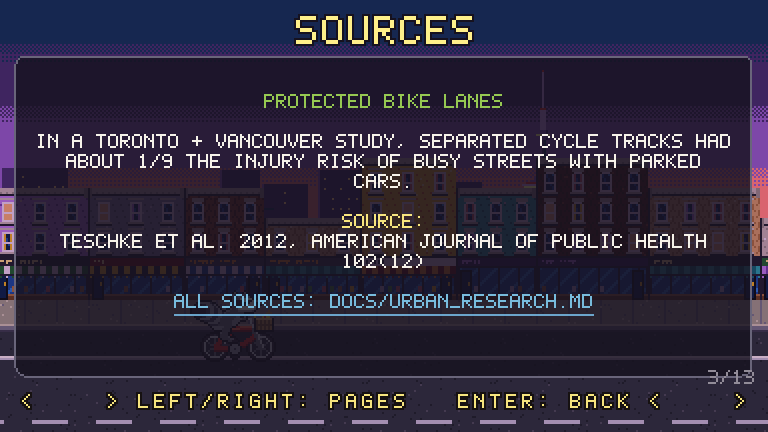 SOURCES
PROTECTED BIKE LANES
IN A TORONTO + VANCOUVER STUDY, SEPARATED CYCLE TRACKS HAD
ABOUT 1/9 THE INJURY RISK OF BUSY STREETS WITH PARKED
CARS.
SOURCE:
TESCHKE ET AL. 2012, AMERICAN JOURNAL OF PUBLIC HEALTH
102(12)
ALL SOURCES: DOCS/URBAN_RESEARCH.MD
3/13
< > LEFT/RIGHT: PAGES ENTER: BACK < >